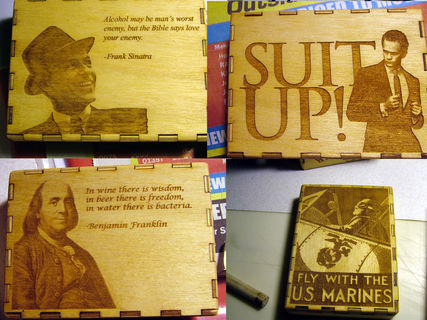 Alcohol may be man's worst
enemy, but the Bible says love
your enemy.
-Frank Sinatra
SUIT
UP!
In wine there is wisdom,
in beer there is freedom,
in water there is bacteria.
-Benjamin Franklin
FLY WITH THE
U.S. MARINES